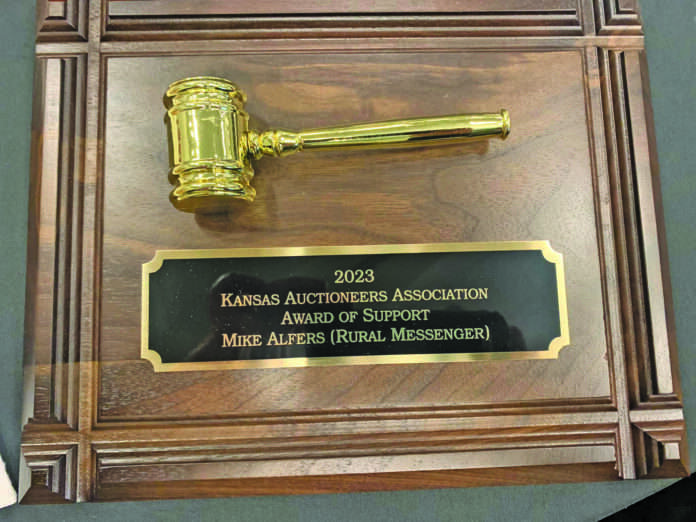 2023
Kansas Auctioneers Association
Award of Support
Mike Alfers (Rural Messenger)